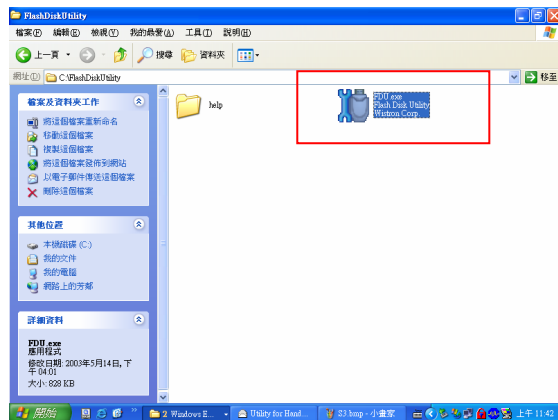 FlashDiskUtility
檔案(F) 編輯(E) 檢視(V) 我的最愛(A) 工具(T) 說明(H)
上一頁 搜尋 資料夾
網址(D) C:\FlashDiskUtility 移至
檔案及資料夾工作
將這個檔案重新命名
移動這個檔案
複製這個檔案
將這個檔案發佈到網站
以電子郵件傳送這個檔案
刪除這個檔案
其他位置
本機磁碟 (C:)
我的文件
我的電腦
網路上的芳鄰
詳細資料
FDU.exe
應用程式
修改日期: 2003年5月14日, 下
午 04:01
大小: 828 KB
help
FDU.exe
Flash Disk Utility
Wistron Corp.
開始 2 Windows E... Utility for Hand... S3.bmp - 小畫家 上午 11:42